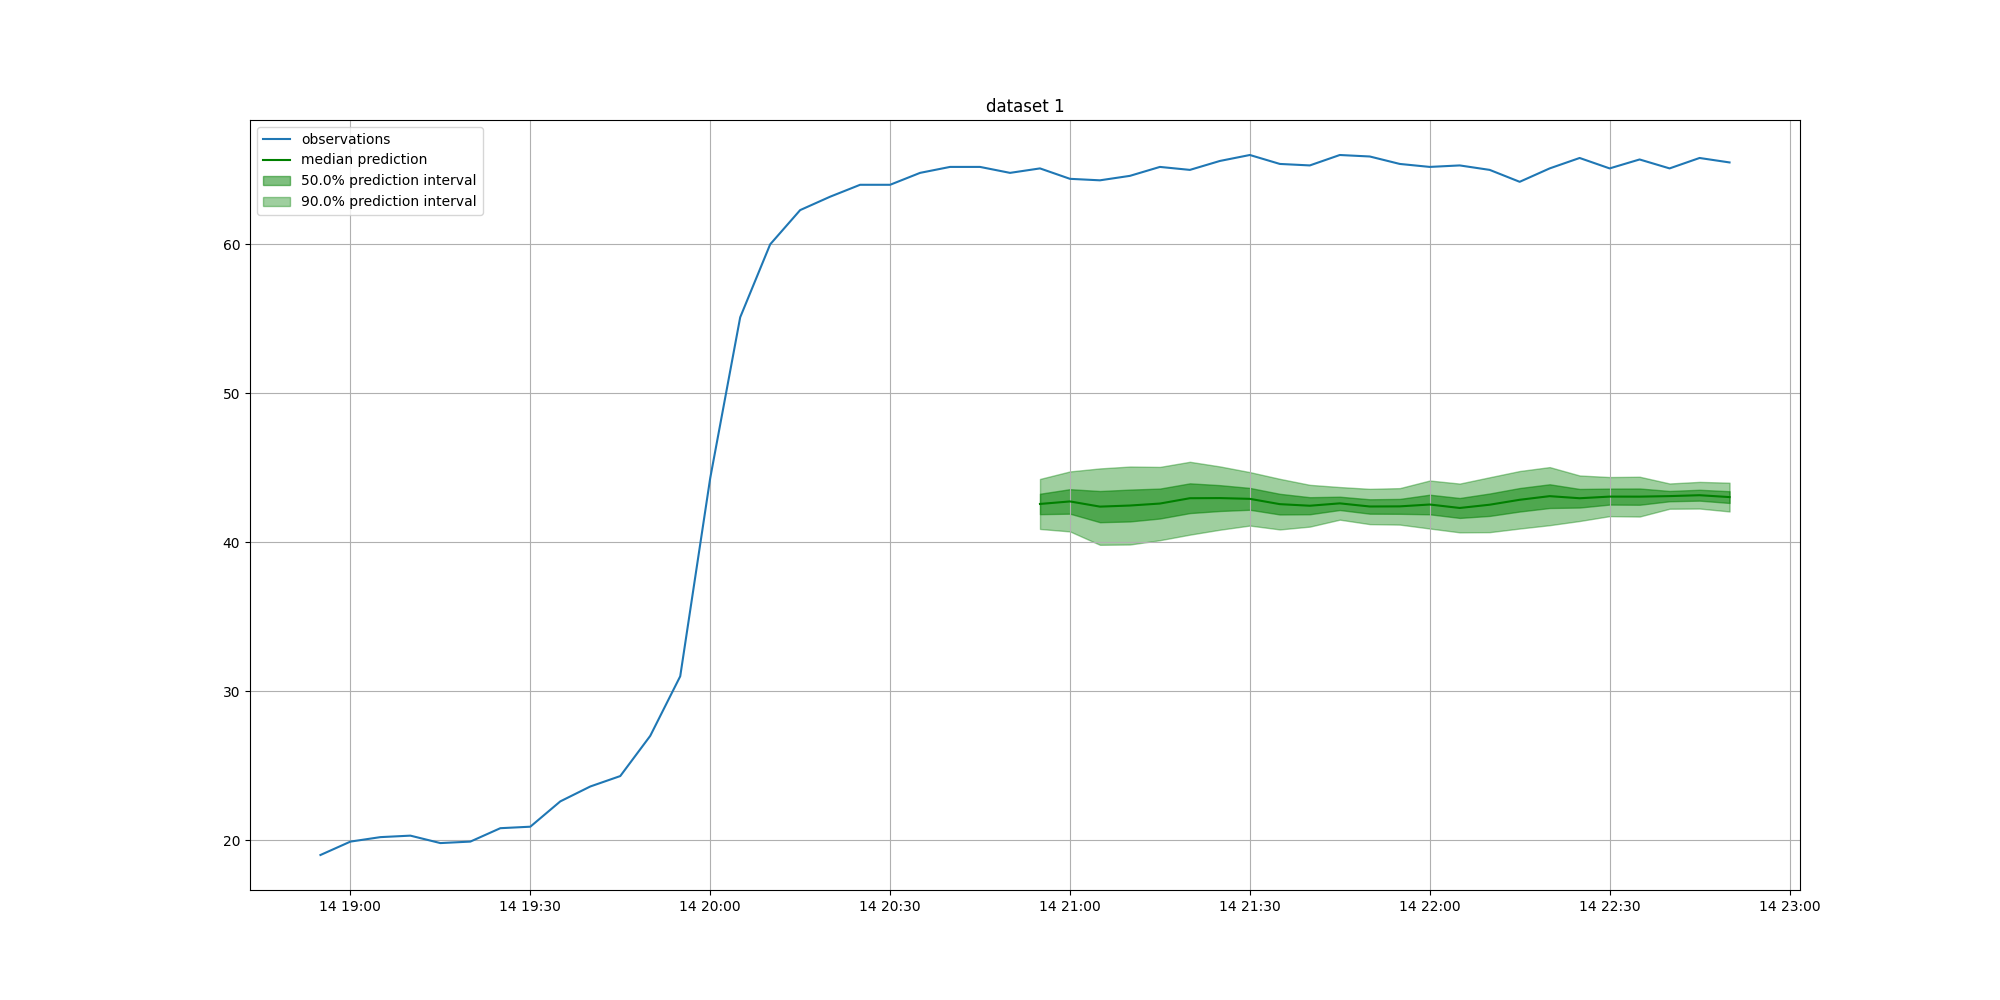 dataset 1
observations
median prediction
50.0% prediction interval
90.0% prediction interval
60
50
40
30
20
14 19:00 14 19:30 14 20:00 14 20:30 14 21:00 14 21:30 14 22:00 14 22:30 14 23:00